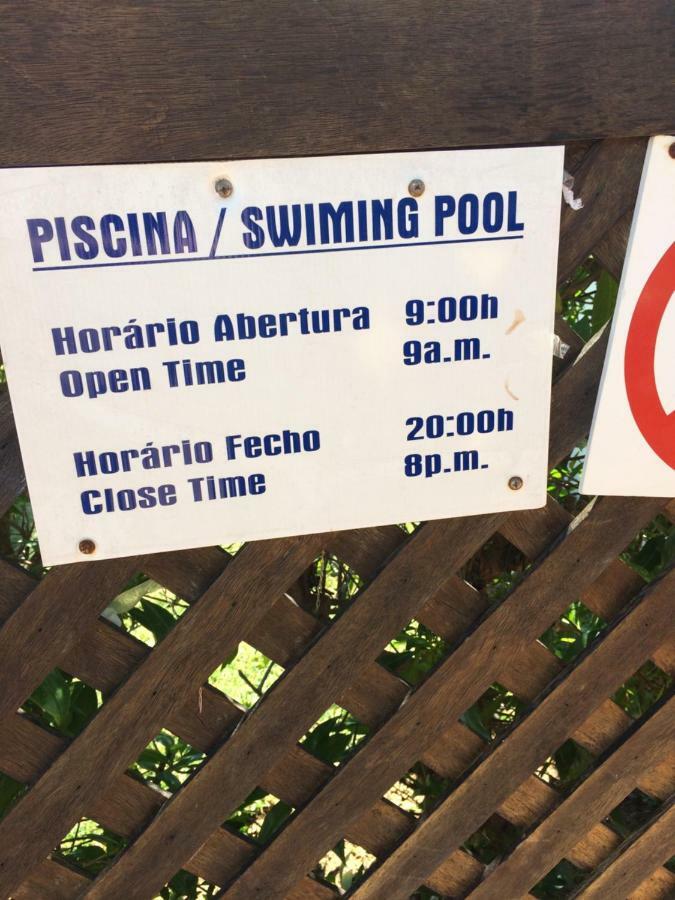 PISCINA / SWIMING POOL
Horário Abertura 9:00h
Open Time 9a.m.
Horário Fecho 20:00h
Close Time 8p.m.